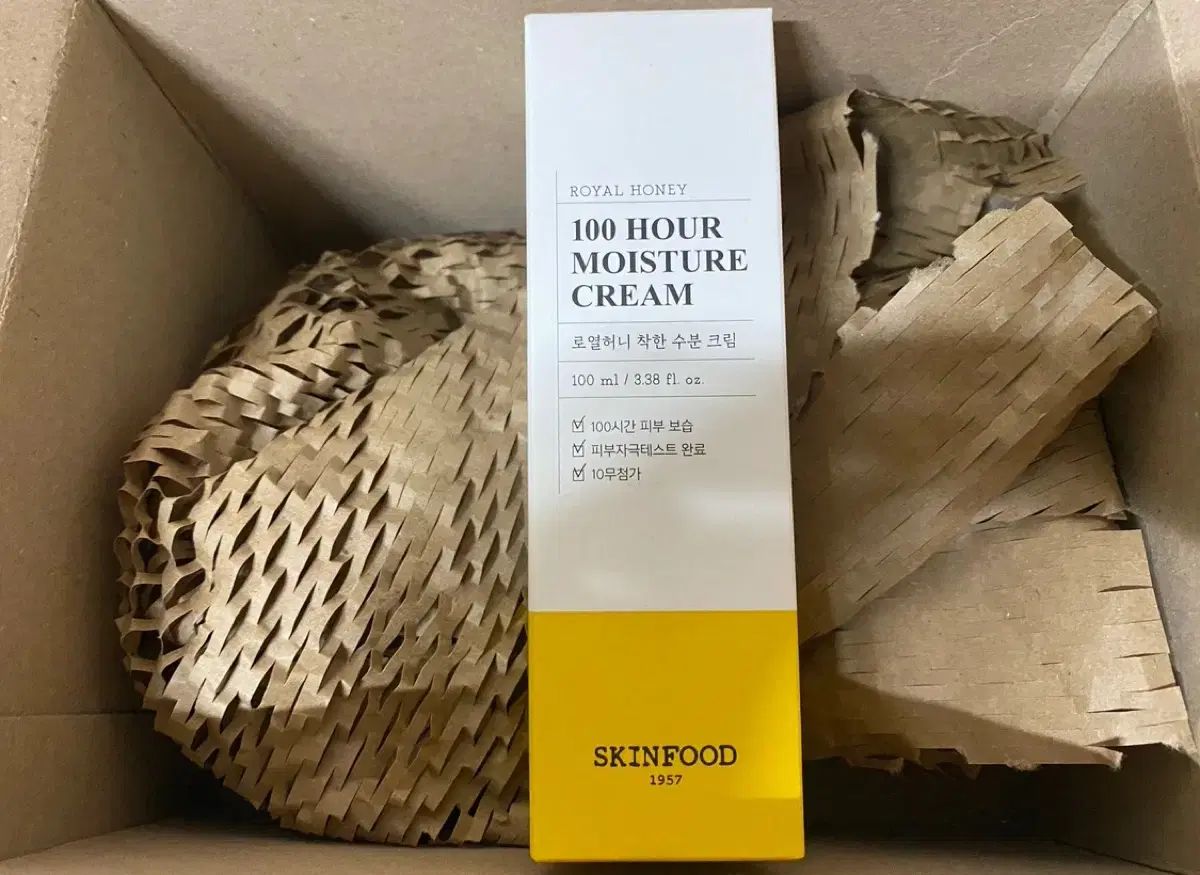 ROYAL HONEY
100 HOUR
MOISTURE
CREAM
로열허니 착한 수분 크림
100 ml / 3.38 fl. oz.
100시간 피부 보습
피부자극테스트 완료
10무첨가
SKINFOOD
1957